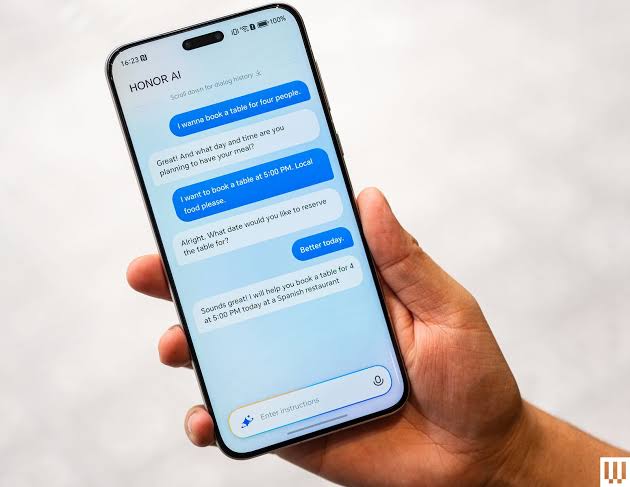 16:23
100%
HONOR AI
Scroll down for dialog history
I wanna book a table for four people.
Great! And what day and time are you
planning to have your meal?
I want to book a table at 5:00 PM. Local
food please.
Alright. What date would you like to reserve
the table for?
Better today.
Sounds great! I will help you book a table for 4
at 5:00 PM today at a Spanish restaurant
Enter instructions
W